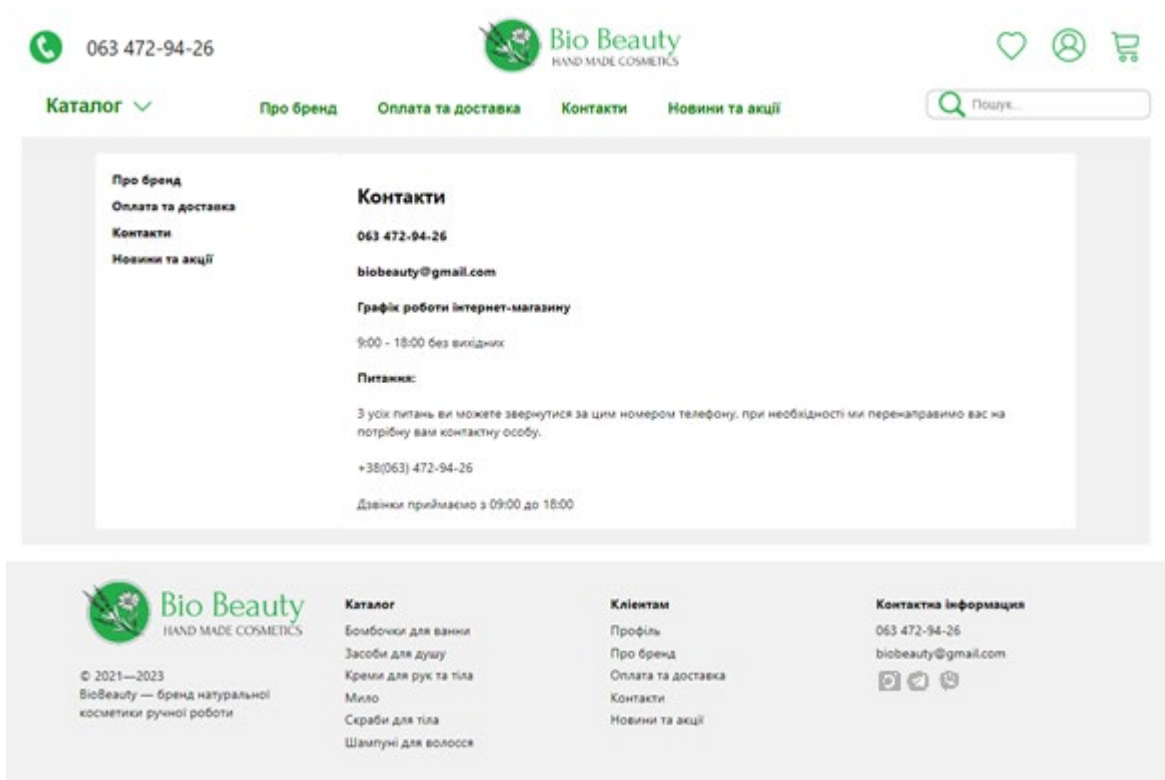 063 472-94-26
Bio Beauty
HAND MADE COSMETICS
Каталог
Про бренд
Оплата та доставка
Контакти
Новини та акції
Пошук...
Про бренд
Оплата та доставка
Контакти
Новини та акції
Контакти
063 472-94-26
biobeauty@gmail.com
Графік роботи інтернет-магазину
9:00 - 18:00 без вихідних
Питання:
З усіх питань ви можете звернутися за цим номером телефону, при необхідності ми перенаправимо вас на
потрібну вам контактну особу.
+38(063) 472-94-26
Дзвінки приймаємо з 09:00 до 18:00
Bio Beauty
HAND MADE COSMETICS
© 2021—2023
BioBeauty — бренд натуральної
косметики ручної роботи
Каталог
Бомбочки для ванни
Засоби для душу
Креми для рук та тіла
Мило
Скраби для тіла
Шампуні для волосся
Кліентам
Профіль
Про бренд
Оплата та доставка
Контакти
Новини та акції
Контактна інформация
063 472-94-26
biobeauty@gmail.com